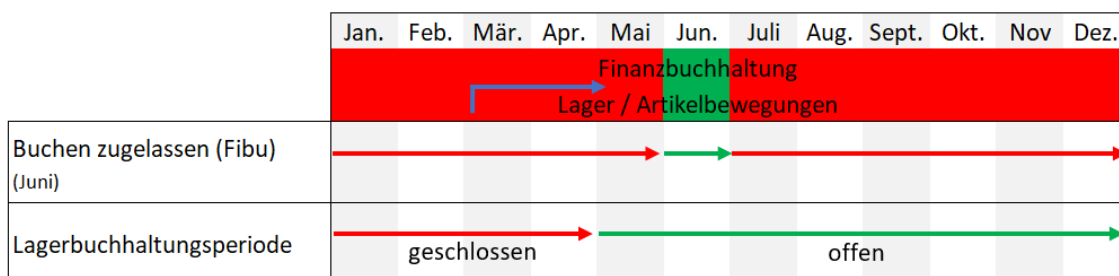 Jan. Feb. Mär. Apr. Mai Jun. Juli Aug. Sept. Okt. Nov Dez.
Finanzbuchhaltung
Lager / Artikelbewegungen
Buchen zugelassen (Fibu)
(Juni)
Lagerbuchhaltungsperiode geschlossen offen